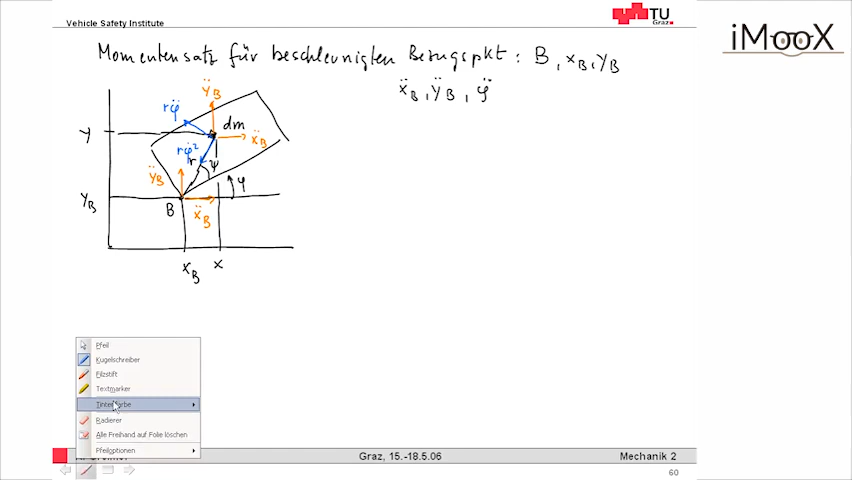 Vehicle Safety Institute
TU
Graz
iMooX
Momentensatz für beschleunigten Bezugspkt: B, xB, yB
ẍB, ÿB, φ̈
ÿB
rφ̈
dm
ẍB
y
rφ̇²
r
ψ
ÿB
φ
yB
B
ẍB
xB
x
Pfeil
Kugelschreiber
Filzstift
Textmarker
Tintenfarbe
Radierer
Alle Freihand auf Folie löschen
Pfeiloptionen
Graz, 15.-18.5.06
Mechanik 2
60